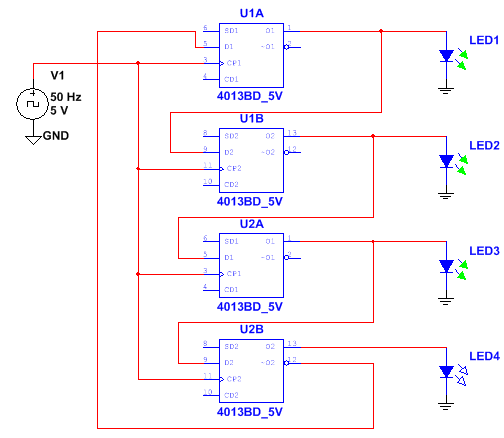 U1A
6 SD1 O1 1
5 D1 ~O1 2
3 CP1
4 CD1
4013BD_5V
LED1
V1
50 Hz
5 V
GND
U1B
8 SD2 O2 13
9 D2 ~O2 12
11 CP2
10 CD2
4013BD_5V
LED2
U2A
6 SD1 O1 1
5 D1 ~O1 2
3 CP1
4 CD1
4013BD_5V
LED3
U2B
8 SD2 O2 13
9 D2 ~O2 12
11 CP2
10 CD2
4013BD_5V
LED4